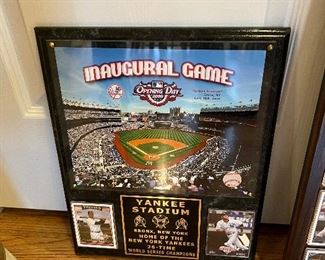 INAUGURAL GAME
OPENING DAY
YANKEE
STADIUM
BRONX, NEW YORK
HOME OF THE
NEW YORK YANKEES
26-TIME
WORLD SERIES CHAMPIONS